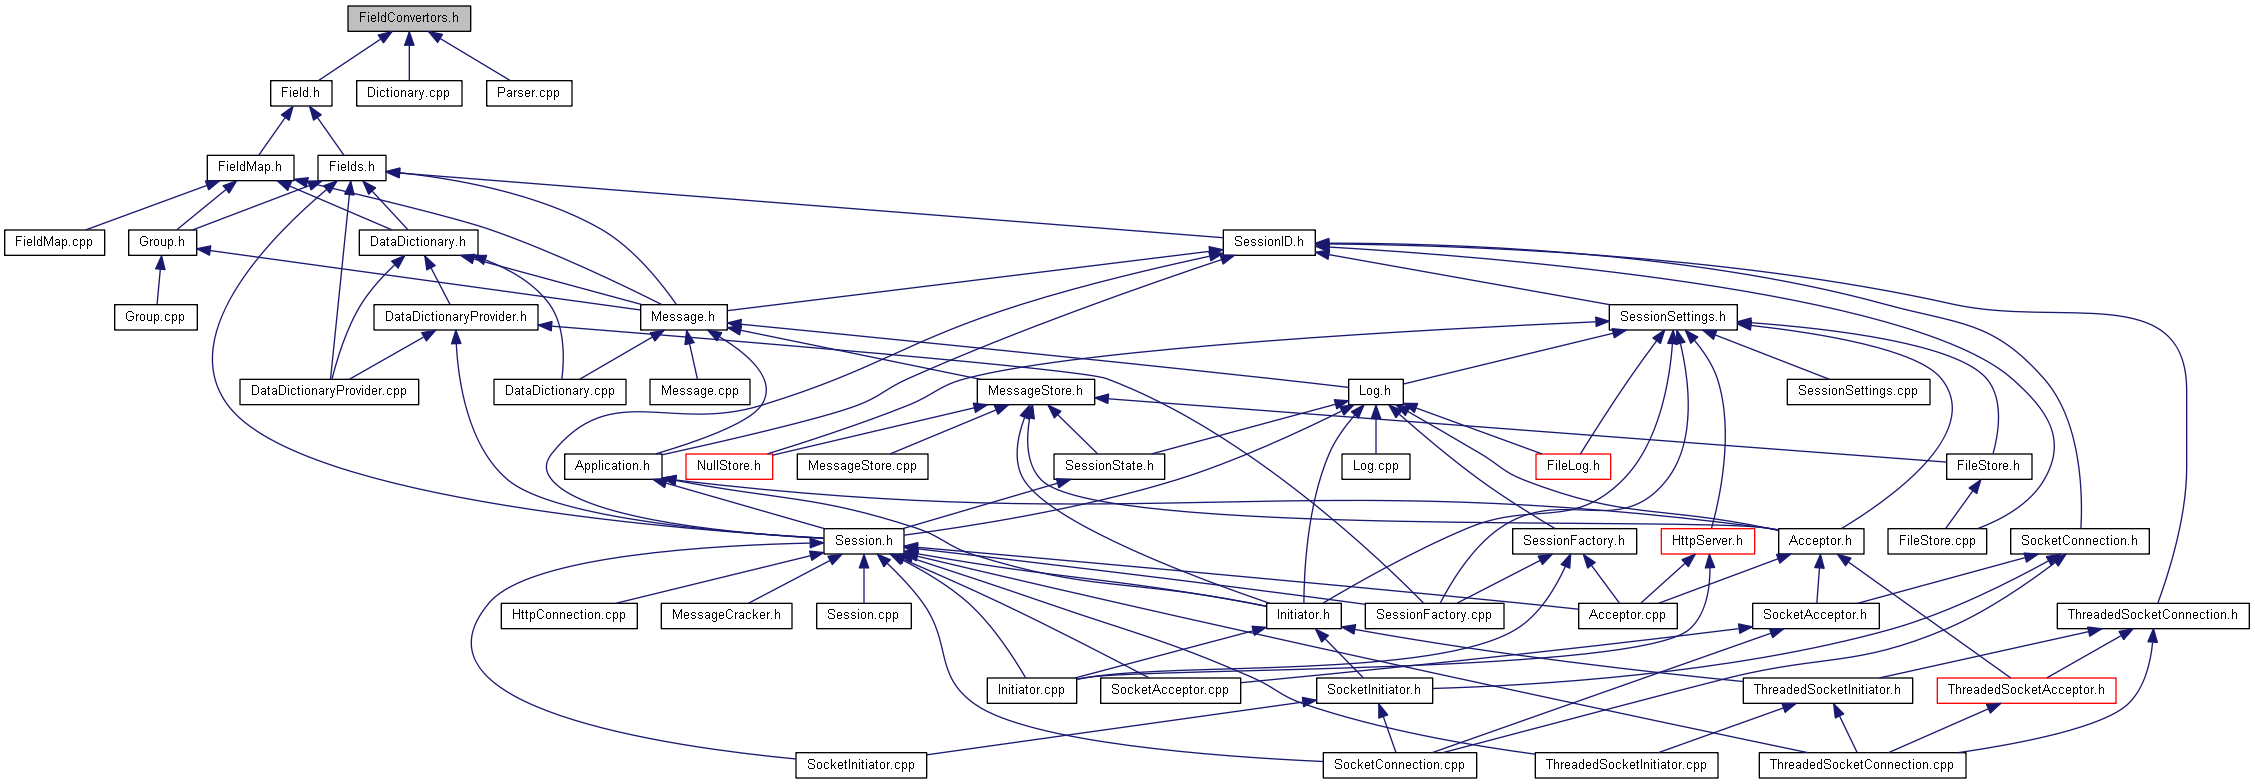 FieldConvertors.h
Field.h
Dictionary.cpp
Parser.cpp
FieldMap.h
Fields.h
FieldMap.cpp
Group.h
DataDictionary.h
SessionID.h
Group.cpp
DataDictionaryProvider.h
Message.h
SessionSettings.h
DataDictionaryProvider.cpp
DataDictionary.cpp
Message.cpp
MessageStore.h
Log.h
SessionSettings.cpp
Application.h
NullStore.h
MessageStore.cpp
SessionState.h
Log.cpp
FileLog.h
FileStore.h
Session.h
SessionFactory.h
HttpServer.h
Acceptor.h
FileStore.cpp
SocketConnection.h
HttpConnection.cpp
MessageCracker.h
Session.cpp
Initiator.h
SessionFactory.cpp
Acceptor.cpp
SocketAcceptor.h
ThreadedSocketConnection.h
Initiator.cpp
SocketAcceptor.cpp
SocketInitiator.h
ThreadedSocketInitiator.h
ThreadedSocketAcceptor.h
SocketInitiator.cpp
SocketConnection.cpp
ThreadedSocketInitiator.cpp
ThreadedSocketConnection.cpp